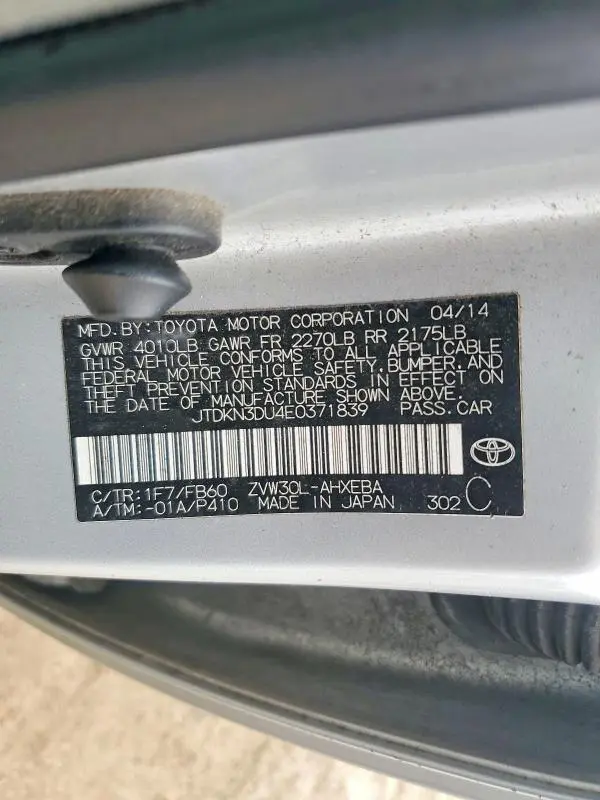 MFD. BY: TOYOTA MOTOR CORPORATION 04/14
GVWR 4010LB GAWR FR 2270LB RR 2175LB
THIS VEHICLE CONFORMS TO ALL APPLICABLE
FEDERAL MOTOR VEHICLE SAFETY, BUMPER, AND
THEFT PREVENTION STANDARDS IN EFFECT ON
THE DATE OF MANUFACTURE SHOWN ABOVE.
JTDKN3DU4E0371839 PASS. CAR
C/TR: 1F7/FB60 ZVW30L-AHXEBA
A/TM: -01A/P410 MADE IN JAPAN 302 C